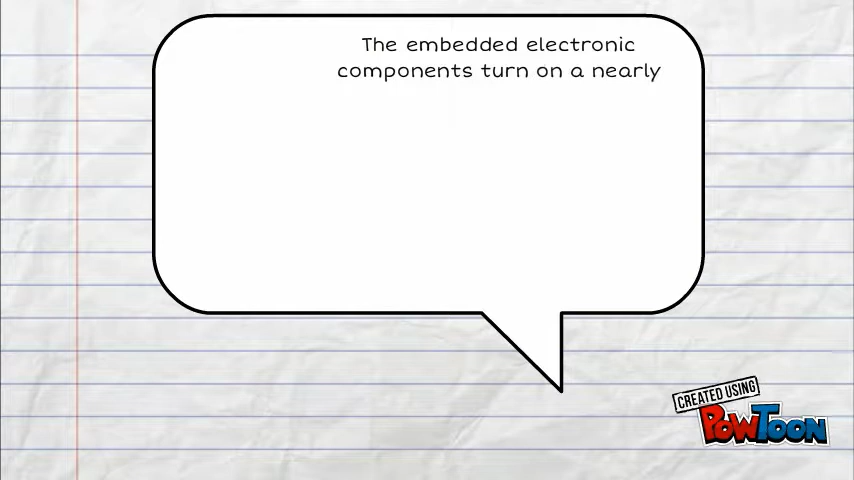 The embedded electronic
components turn on a nearly
CREATED USING
POWTOON